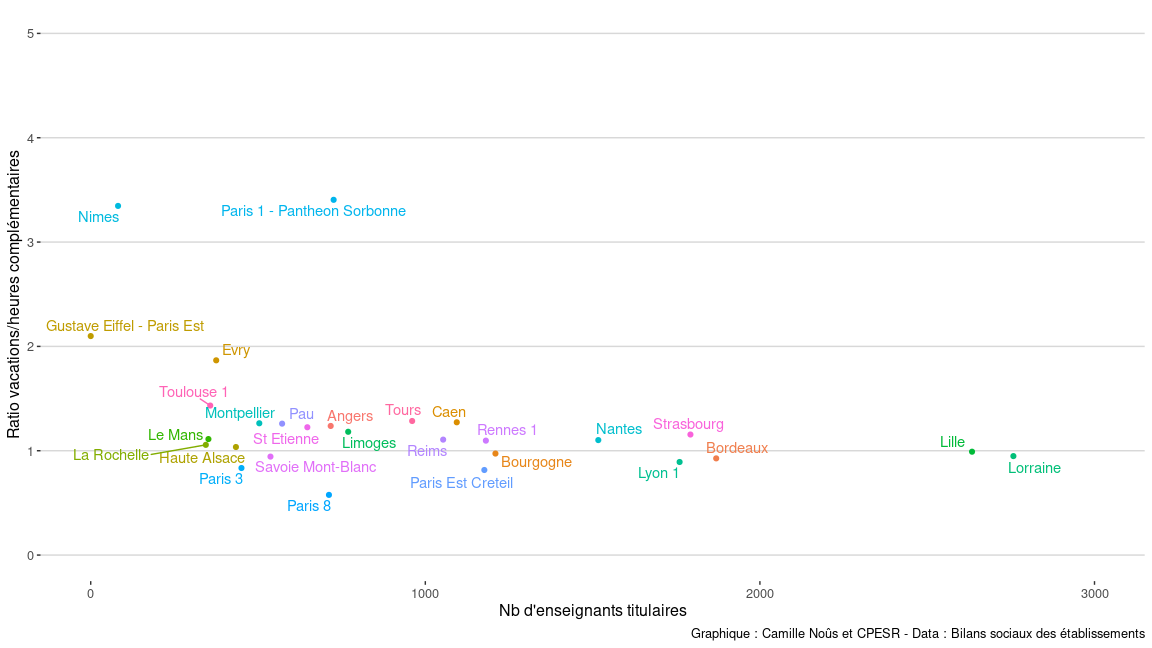 5
4
3
2
1
0
Ratio vacations/heures complémentaires
Nimes
Paris 1 - Pantheon Sorbonne
Gustave Eiffel - Paris Est
Evry
Toulouse 1
Montpellier
Pau
Angers
Tours
Caen
Le Mans
St Etienne
Limoges
Rennes 1
Nantes
Strasbourg
La Rochelle
Haute Alsace
Reims
Bordeaux
Lille
Savoie Mont-Blanc
Bourgogne
Lyon 1
Lorraine
Paris 3
Paris Est Creteil
Paris 8
0
1000
2000
3000
Nb d'enseignants titulaires
Graphique : Camille Noûs et CPESR - Data : Bilans sociaux des établissements